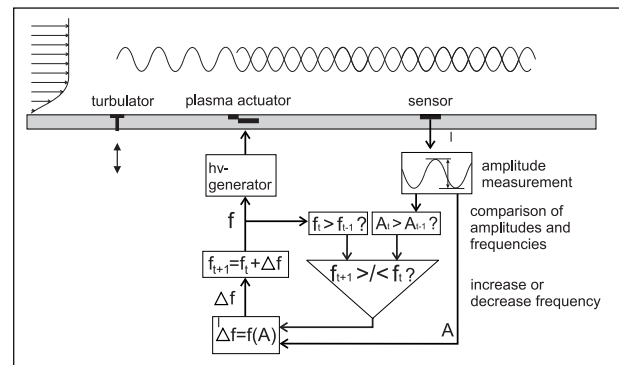 turbulator
plasma actuator
sensor
I
hv-
generator
amplitude
measurement
f
fₜ > fₜ₋₁ ?
Aₜ > Aₜ₋₁ ?
comparison of
amplitudes and
frequencies
fₜ₊₁=fₜ+Δf
fₜ₊₁ >/< fₜ ?
Δf
increase or
decrease frequency
Δf=f(A)
A